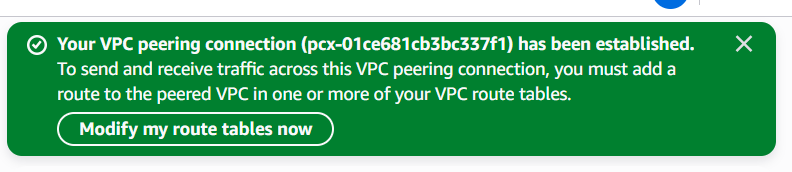 Your VPC peering connection (pcx-01ce681cb3bc337f1) has been established.
To send and receive traffic across this VPC peering connection, you must add a
route to the peered VPC in one or more of your VPC route tables.
Modify my route tables now